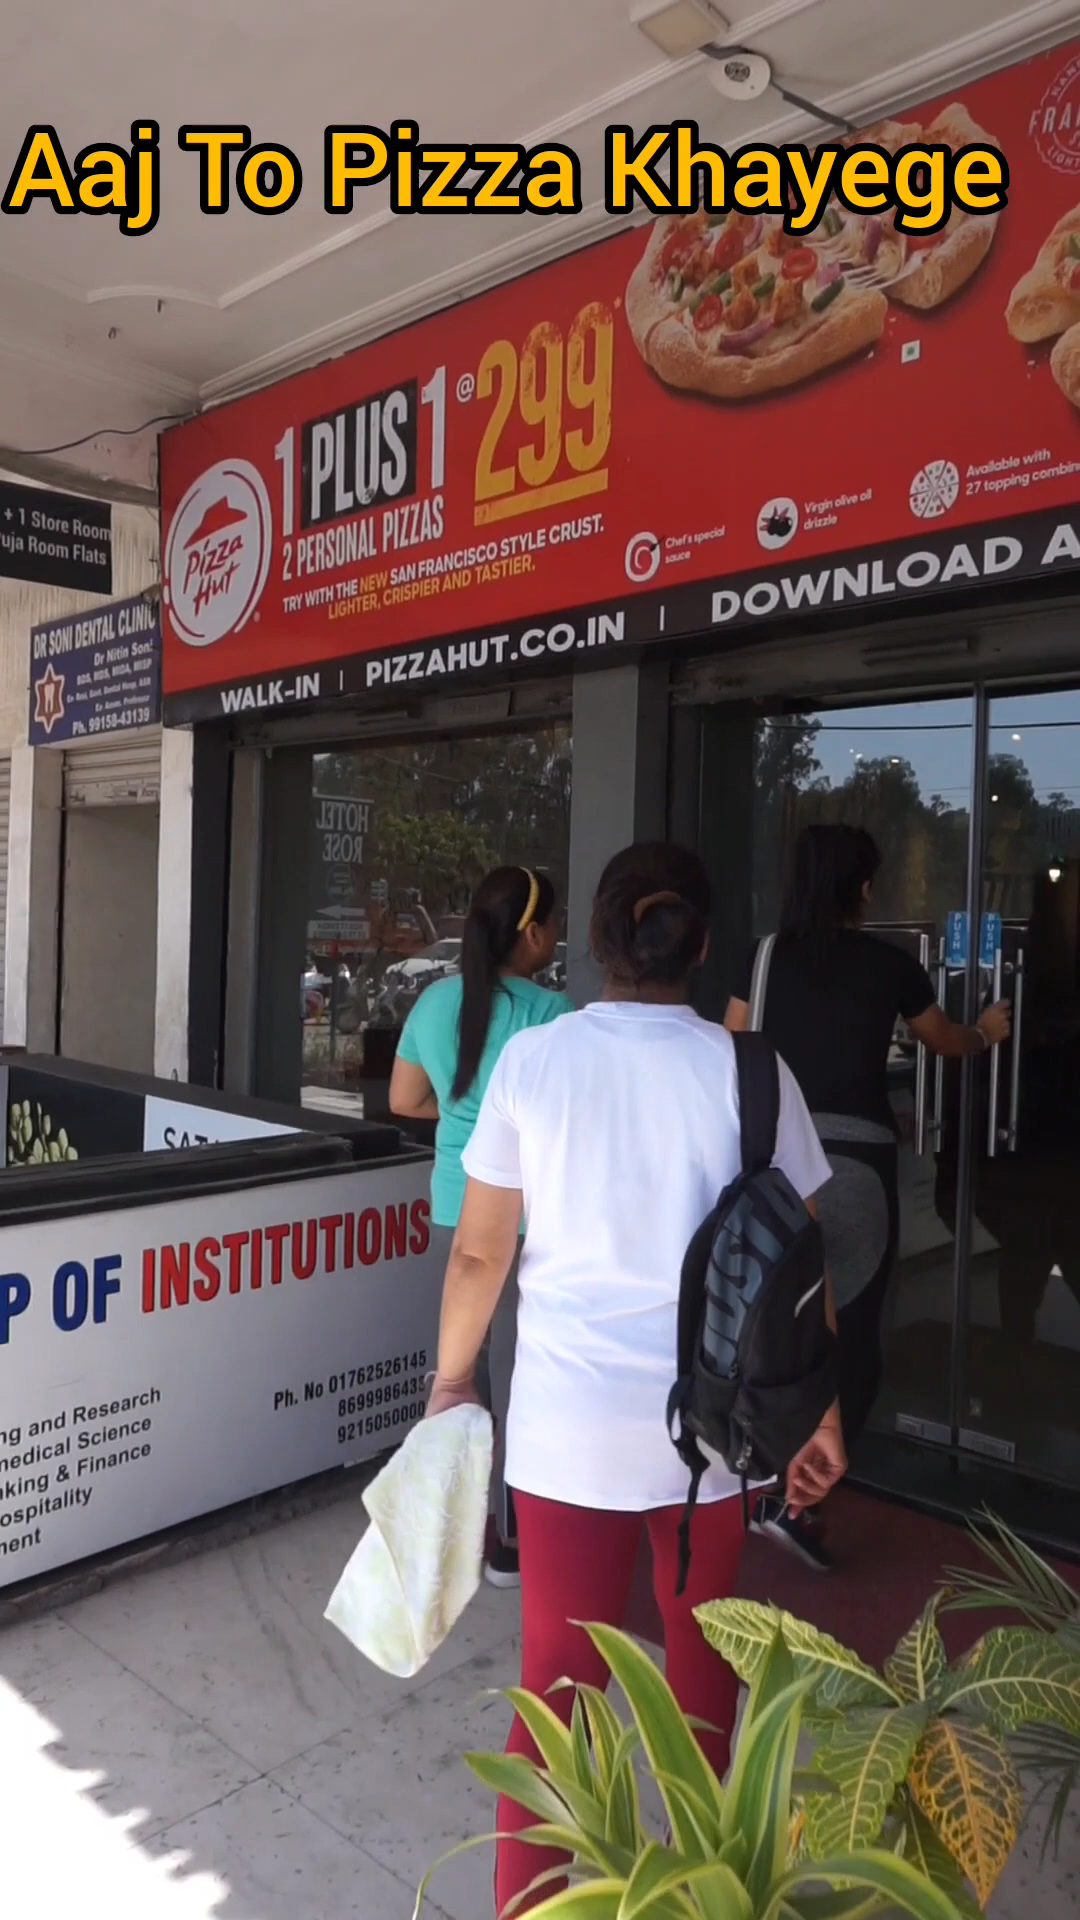 Aaj To Pizza Khayege
1 PLUS 1 @299*
2 PERSONAL PIZZAS
TRY WITH THE NEW SAN FRANCISCO STYLE CRUST.
LIGHTER, CRISPIER AND TASTIER.
Pizza
Hut
Chef's special
sauce
Virgin olive oil
drizzle
Available with
27 topping
WALK-IN | PIZZAHUT.CO.IN | DOWNLOAD A
+ 1 Store Room
uja Room Flats
DR SONI DENTAL CLINIC
Dr Nitin Soni
Ph. 99158-43139
HOTEL
ROSE
PUSH
PUSH
P OF INSTITUTIONS
Ph. No 01762526145
869998643
9215050000
ng and Research
medical Science
king & Finance
ospitality
ment